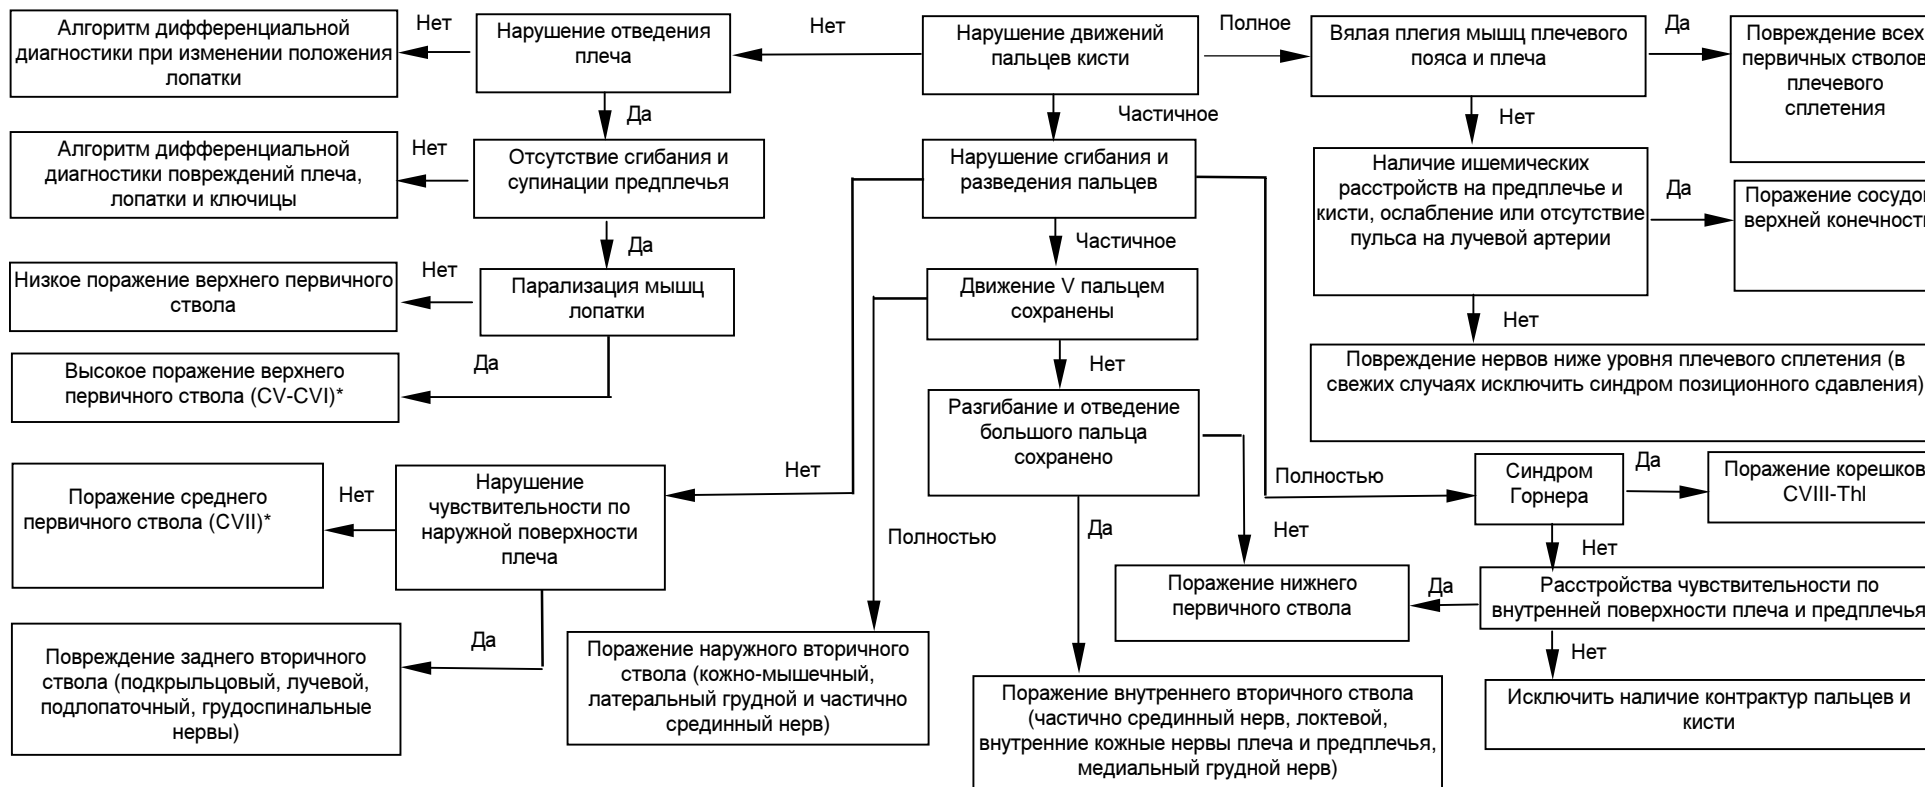 Алгоритм дифференциальной
диагностики при изменении положения
лопатки
Нет
Нарушение отведения
плеча
Нет
Нарушение движений
пальцев кисти
Полное
Вялая плегия мышц плечевого
пояса и плеча
Да
Повреждение всех
первичных стволов
плечевого
сплетения
Да
Частичное
Нет
Алгоритм дифференциальной
диагностики повреждений плеча,
лопатки и ключицы
Нет
Отсутствие сгибания и
супинации предплечья
Нарушение сгибания и
разведения пальцев
Наличие ишемических
расстройств на предплечье и
кисти, ослабление или отсутствие
пульса на лучевой артерии
Да
Поражение сосудо
верхней конечност
Да
Частичное
Низкое поражение верхнего первичного
ствола
Нет
Парализация мышц
лопатки
Движение V пальцем
сохранены
Нет
Да
Нет
Повреждение нервов ниже уровня плечевого сплетения (в
свежих случаях исключить синдром позиционного сдавления)
Высокое поражение верхнего
первичного ствола (CV-CVI)*
Разгибание и отведение
большого пальца
сохранено
Поражение среднего
первичного ствола (CVII)*
Нет
Нарушение
чувствительности по
наружной поверхности
плеча
Нет
Полностью
Синдром
Горнера
Да
Поражение корешков
CVIII-ThI
Полностью
Да
Нет
Нет
Поражение нижнего
первичного ствола
Да
Расстройства чувствительности по
внутренней поверхности плеча и предплечья
Да
Нет
Повреждение заднего вторичного
ствола (подкрыльцовый, лучевой,
подлопаточный, грудоспинальные
нервы)
Поражение наружного вторичного
ствола (кожно-мышечный,
латеральный грудной и частично
срединный нерв)
Поражение внутреннего вторичного ствола
(частично срединный нерв, локтевой,
внутренние кожные нервы плеча и предплечья,
медиальный грудной нерв)
Исключить наличие контрактур пальцев и
кисти